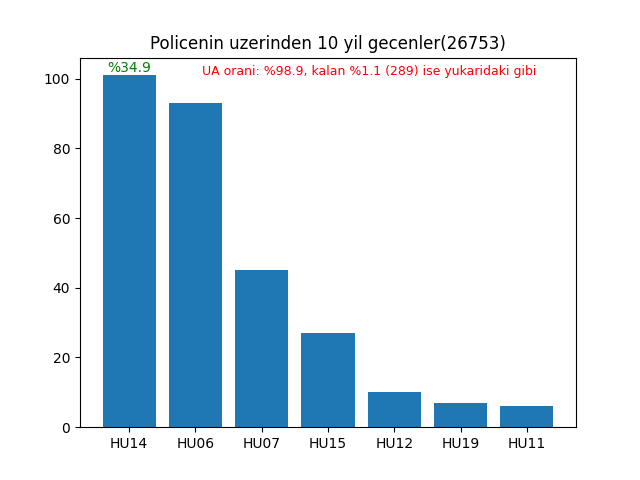 Policenin uzerinden 10 yil gecenler(26753)
%34.9
UA orani: %98.9, kalan %1.1 (289) ise yukaridaki gibi
100
80
60
40
20
0
HU14 HU06 HU07 HU15 HU12 HU19 HU11